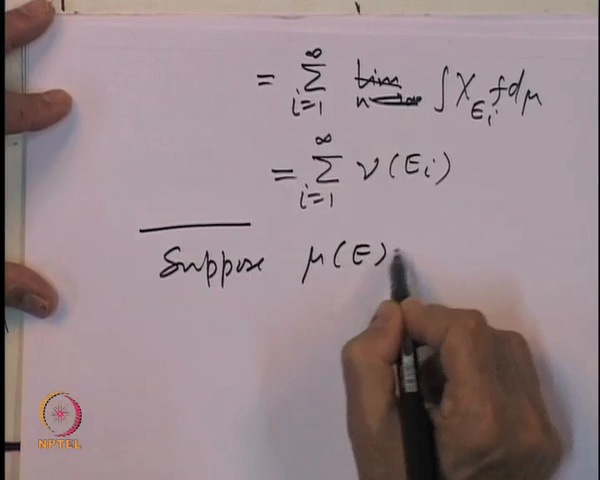 = ∑_{i=1}^{∞} l̶i̶m̶_{n̶→̶∞̶} ∫ χ_{E_i} f dμ
= ∑_{i=1}^{∞} ν(E_i)
Suppose μ(E)
NPTEL